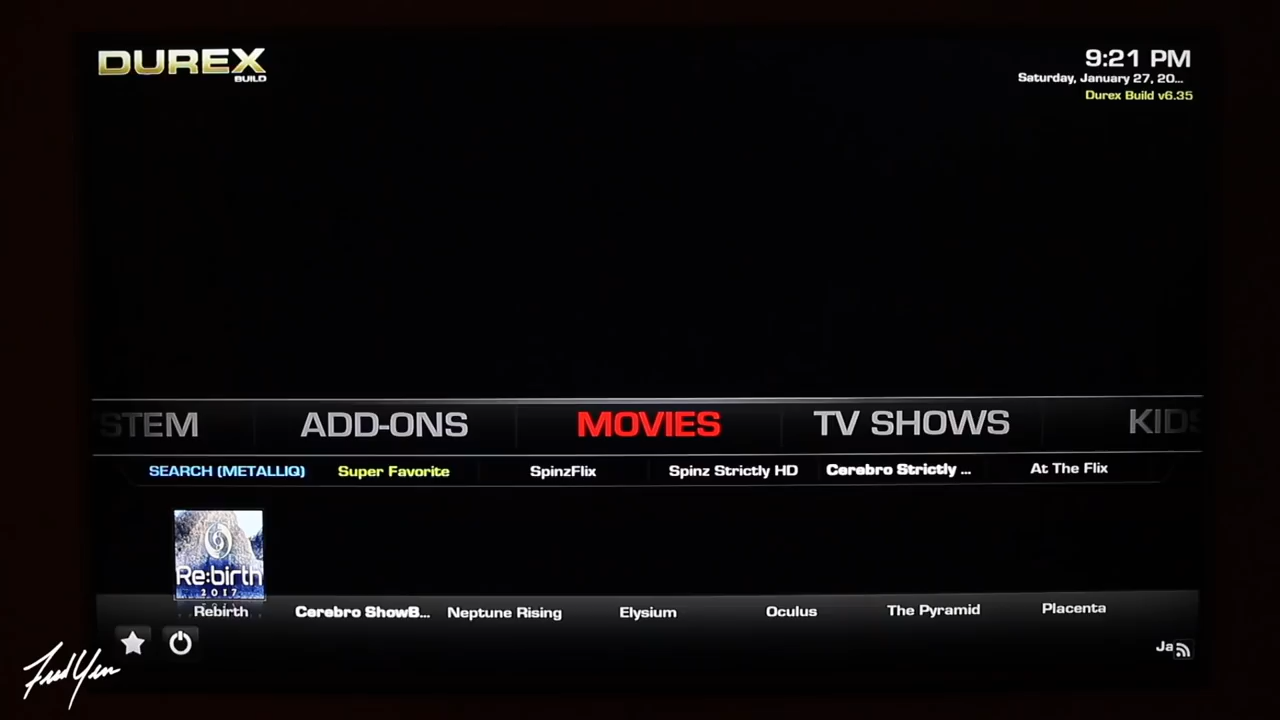 DUREX
BUILD
9:21 PM
Saturday, January 27, 20...
Durex Build v6.35
STEM
ADD-ONS
MOVIES
TV SHOWS
KIDS
SEARCH (METALLIQ)
Super Favorite
SpinzFlix
Spinz Strictly HD
Cerebro Strictly ...
At The Flix
Re:birth
2017
Rebirth
Cerebro ShowB...
Neptune Rising
Elysium
Oculus
The Pyramid
Placenta
Ja